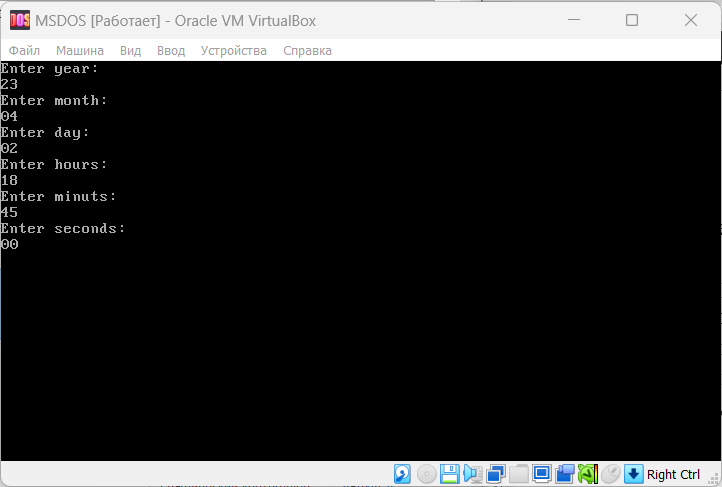 MSDOS [Работает] - Oracle VM VirtualBox
Файл Машина Вид Ввод Устройства Справка
Enter year:
23
Enter month:
04
Enter day:
02
Enter hours:
18
Enter minuts:
45
Enter seconds:
00
Right Ctrl